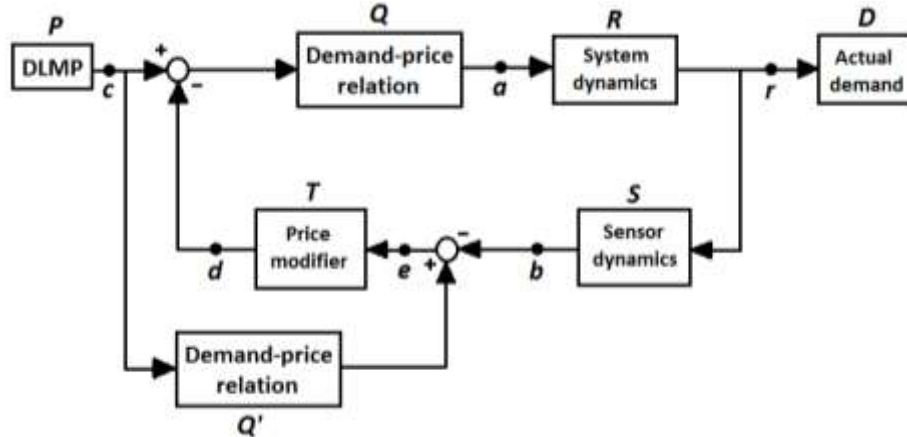 P
Q
R
D
DLMP
+
−
Demand-price
relation
System
dynamics
Actual
demand
c
a
r
T
S
Price
modifier
−
+
Sensor
dynamics
d
e
b
Demand-price
relation
Q'